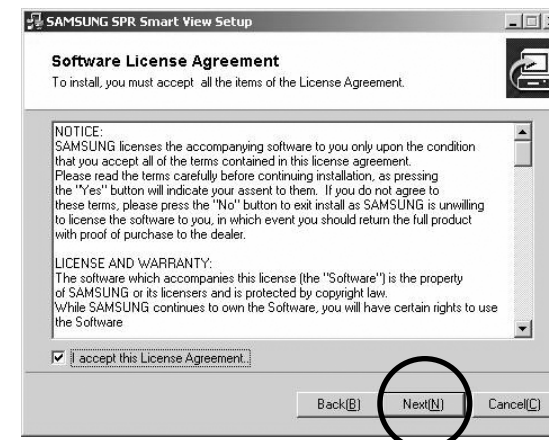 SAMSUNG SPR Smart View Setup
Software License Agreement
To install, you must accept all the items of the License Agreement.
NOTICE:
SAMSUNG licenses the accompanying software to you only upon the condition
that you accept all of the terms contained in this license agreement.
Please read the terms carefully before continuing installation, as pressing
the "Yes" button will indicate your assent to them. If you do not agree to
these terms, please press the "No" button to exit install as SAMSUNG is unwilling
to license the software to you, in which event you should return the full product
with proof of purchase to the dealer.
LICENSE AND WARRANTY:
The software which accompanies this license (the "Software") is the property
of SAMSUNG or its licensers and is protected by copyright law.
While SAMSUNG continues to own the Software, you will have certain rights to use
the Software
I accept this License Agreement..
Back(B) Next(N) Cancel(C)